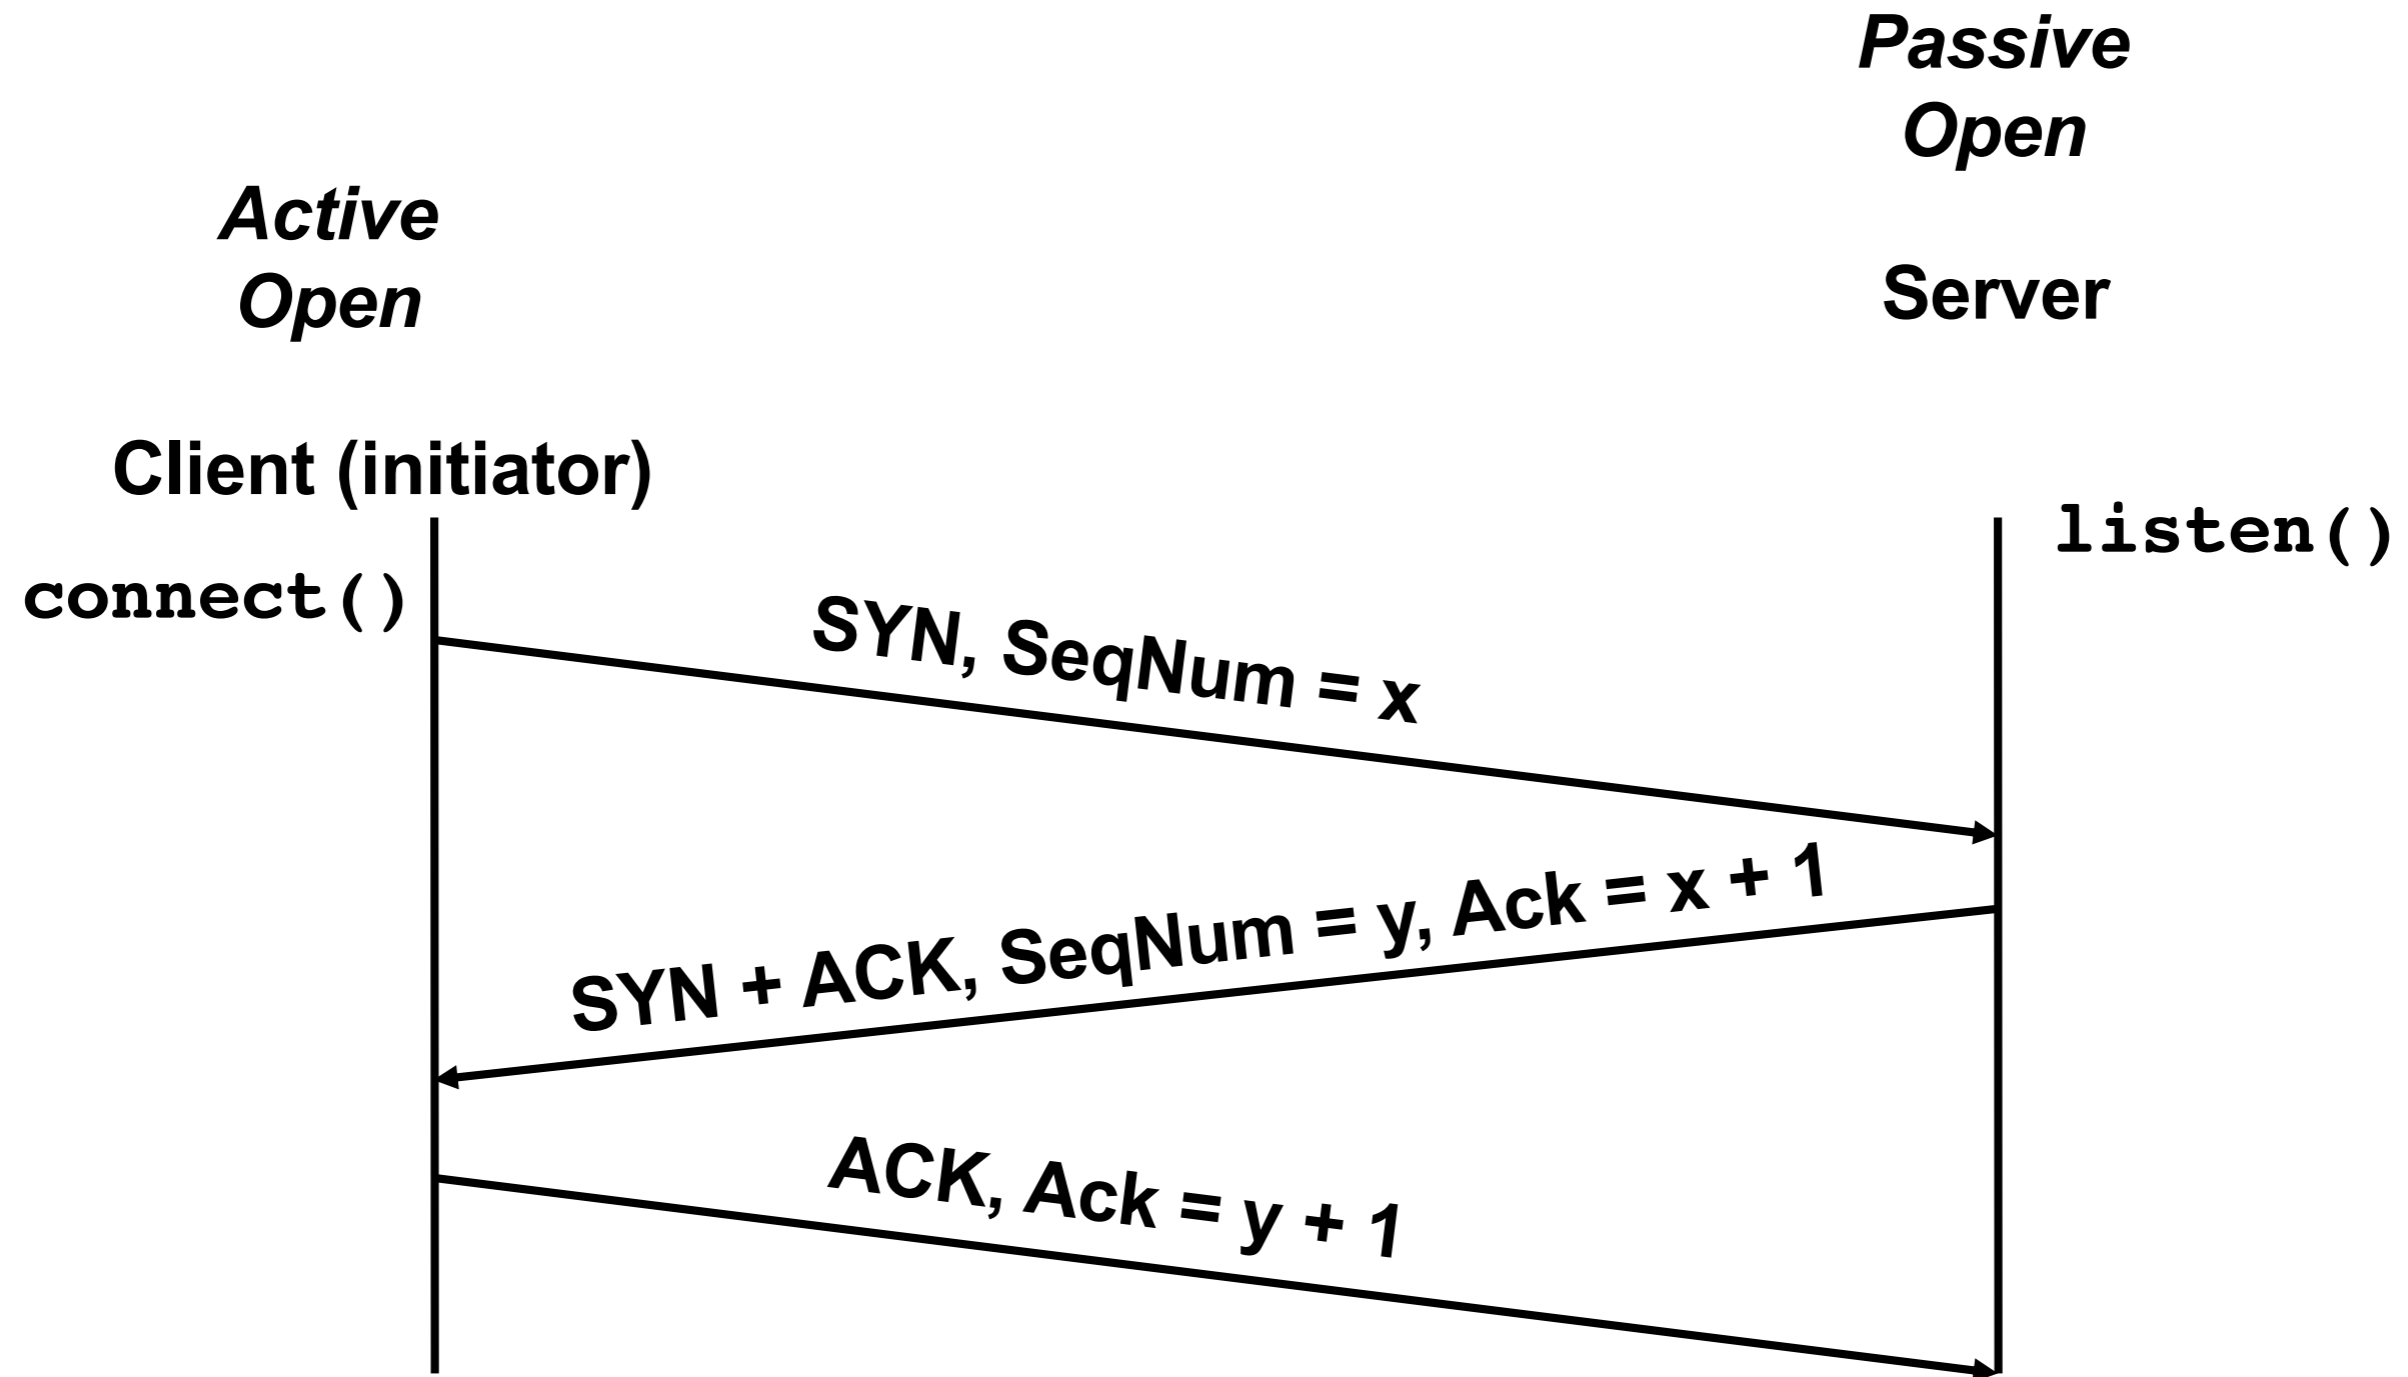 Passive
Open
Active
Open
Server
Client (initiator)
listen()
connect()
SYN, SeqNum = x
SYN + ACK, SeqNum = y, Ack = x + 1
ACK, Ack = y + 1